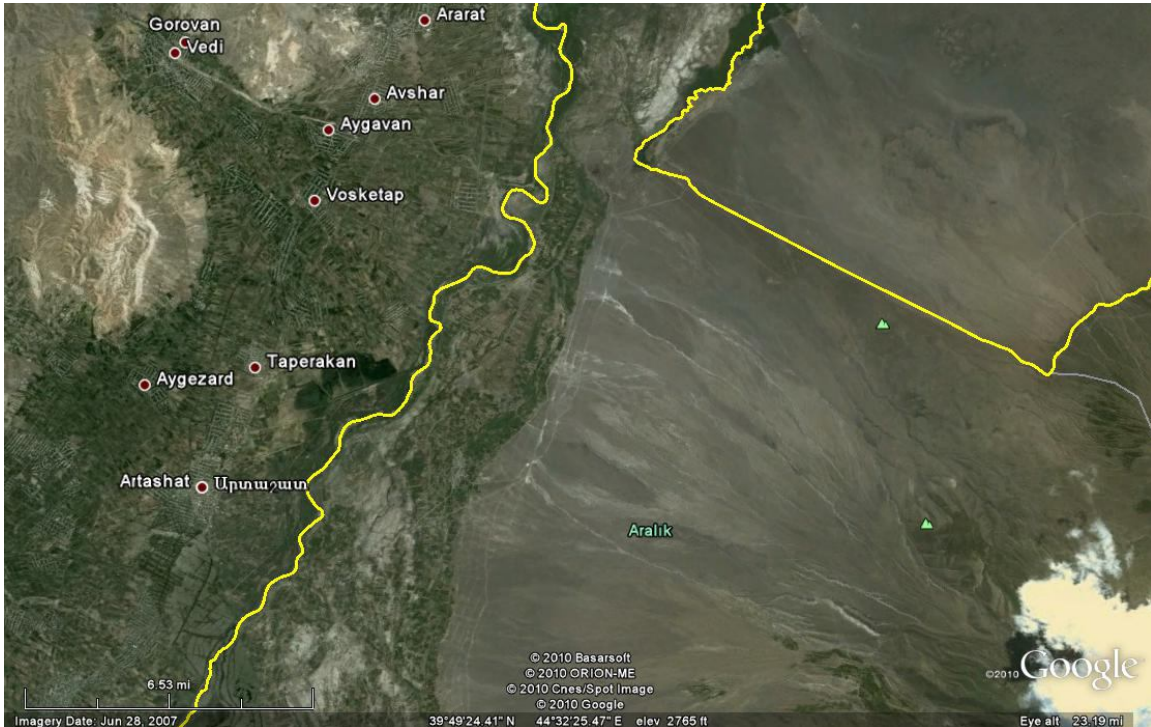 Ararat
Gorovan
Vedi
Avshar
Aygavan
Vosketap
Taperakan
Aygezard
Artashat Արտաշատ
Aralık
6.53 mi
© 2010 Basarsoft
© 2010 ORION-ME
© 2010 Cnes/Spot Image
© 2010 Google
©2010 Google
Imagery Date: Jun 28, 2007 39°49'24.41" N 44°32'25.47" E elev 2765 ft Eye alt 23.19 mi